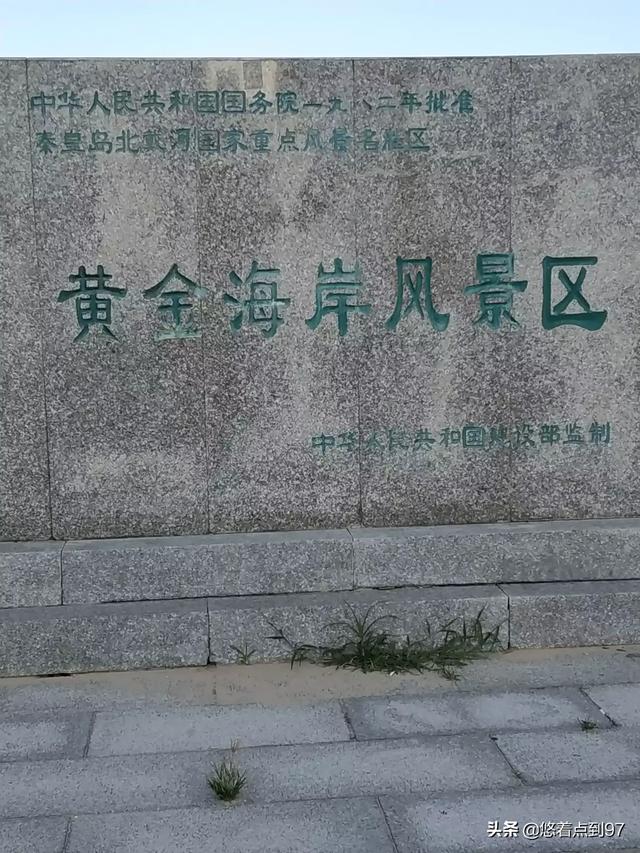 中华人民共和国国务院一九八二年批准
秦皇岛北戴河国家重点风景名胜区
黄金海岸风景区
中华人民共和国建设部监制
头条 @悠着点到97